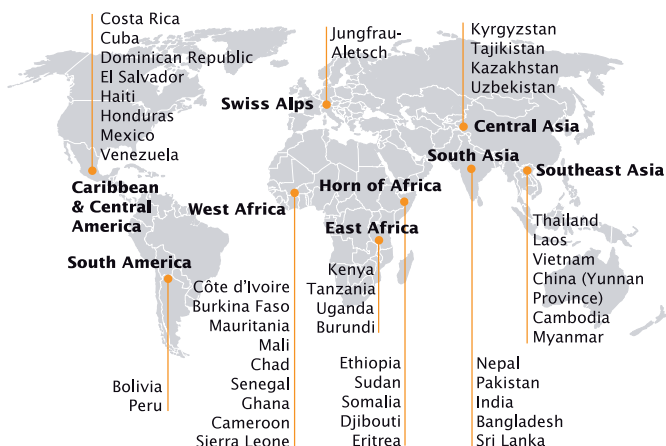 Costa Rica
Cuba
Dominican Republic
El Salvador
Haiti
Honduras
Mexico
Venezuela
Caribbean
& Central
America
Jungfrau-
Aletsch
Swiss Alps
Kyrgyzstan
Tajikistan
Kazakhstan
Uzbekistan
Central Asia
South Asia
Southeast Asia
Horn of Africa
West Africa
East Africa
South America
Thailand
Laos
Vietnam
China (Yunnan
Province)
Cambodia
Myanmar
Kenya
Tanzania
Uganda
Burundi
Côte d'Ivoire
Burkina Faso
Mauritania
Mali
Chad
Senegal
Ghana
Cameroon
Sierra Leone
Bolivia
Peru
Ethiopia
Sudan
Somalia
Djibouti
Eritrea
Nepal
Pakistan
India
Bangladesh
Sri Lanka